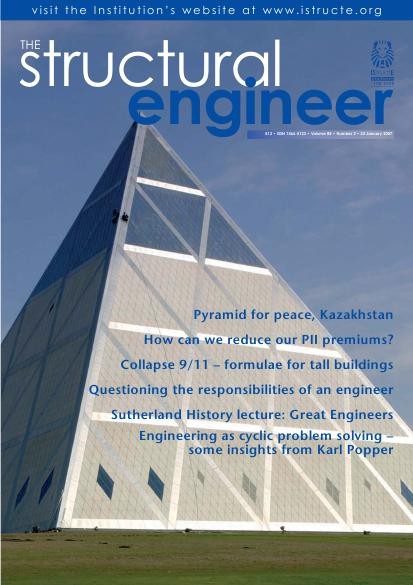 visit the Institution's website at www.istructe.org
THE
structural
engineer
Pyramid for peace, Kazakhstan
How can we reduce our PII premiums?
Collapse 9/11 – formulae for tall buildings
Questioning the responsibilities of an engineer
Sutherland History lecture: Great Engineers
Engineering as cyclic problem solving –
some insights from Karl Popper